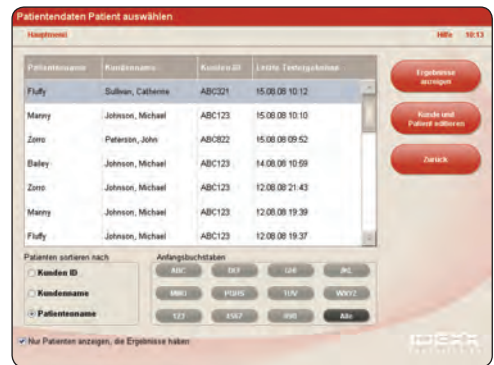 Patientendaten Patient auswählen
Hauptmenü Hilfe 10:13
Patientenname Kundenname Kunden ID Letzte Testergebnisse
Fluffy Sullivan, Catherine ABC321 15.08.08 10:12
Manny Johnson, Michael ABC123 15.08.08 10:10
Zorro Peterson, John ABC822 15.08.08 09:52
Bailey Johnson, Michael ABC123 14.08.08 10:59
Zorro Johnson, Michael ABC123 12.08.08 21:43
Manny Johnson, Michael ABC123 12.08.08 19:39
Fluffy Johnson, Michael ABC123 12.08.08 19:37
Ergebnisse
anzeigen
Kunde und
Patient editieren
Zurück
Patienten sortieren nach
Kunden ID
Kundenname
Patientenname
Anfangsbuchstaben
ABC DEF GHI JKL
MNO PQRS TUV WXYZ
123 4567 890 Alle
Nur Patienten anzeigen, die Ergebnisse haben
IDEXX